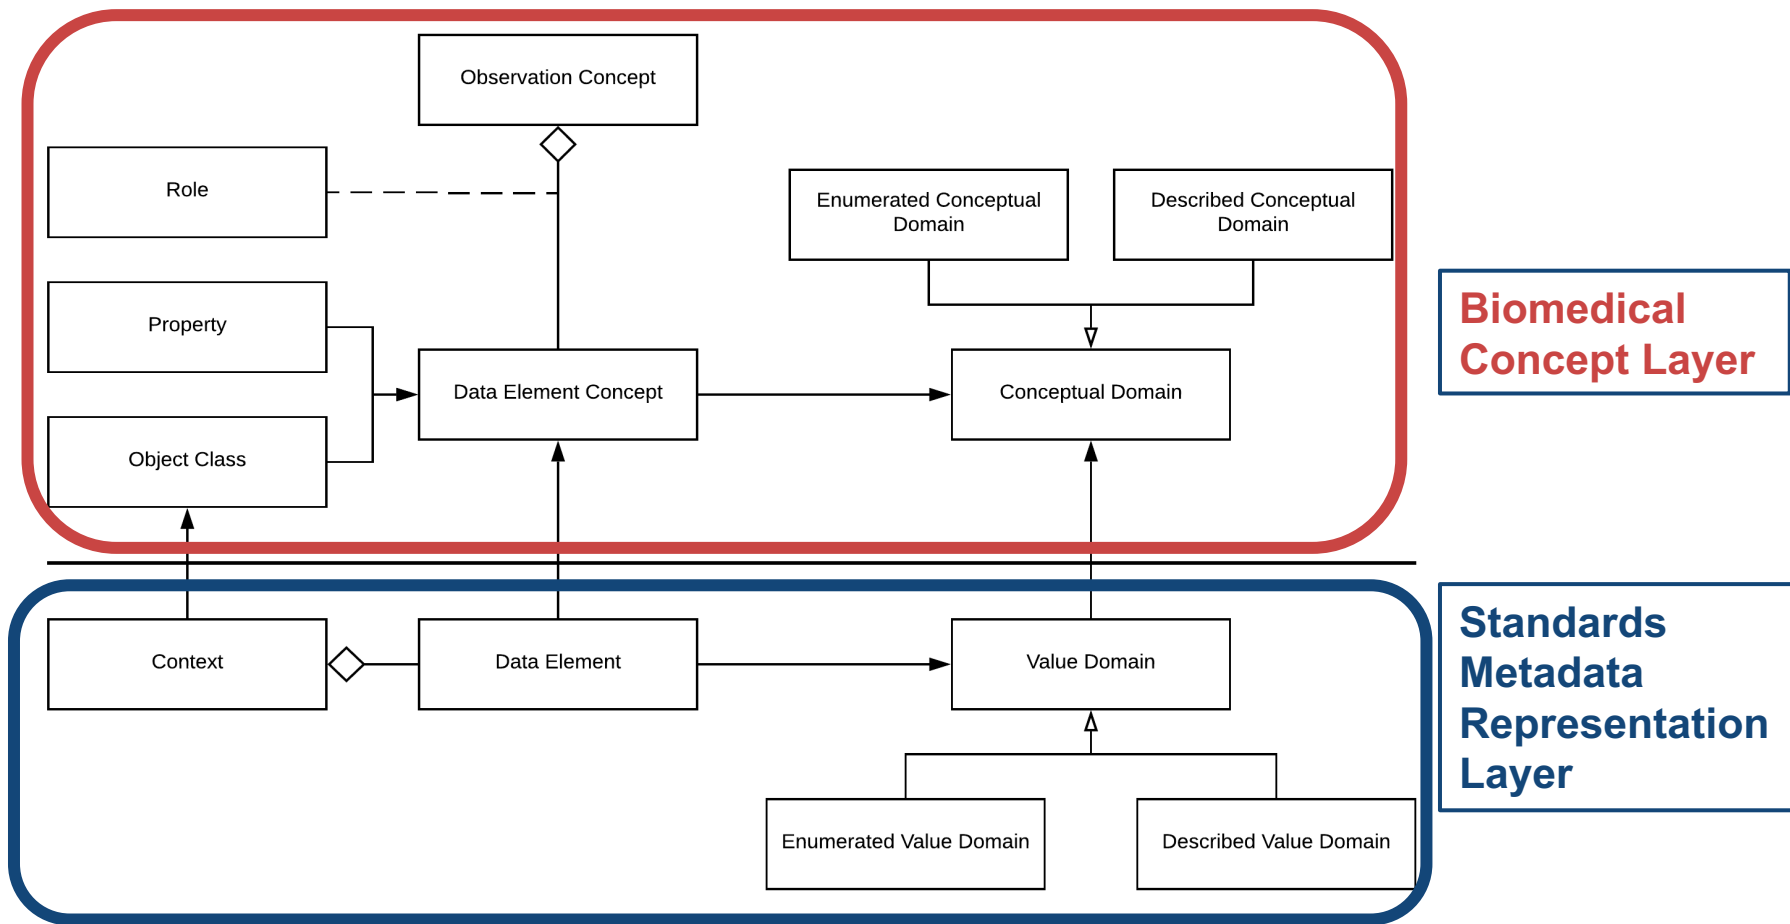 Observation Concept
Role
Enumerated Conceptual
Domain
Described Conceptual
Domain
Property
Data Element Concept
Conceptual Domain
Object Class
Biomedical
Concept Layer
Context
Data Element
Value Domain
Enumerated Value Domain
Described Value Domain
Standards
Metadata
Representation
Layer